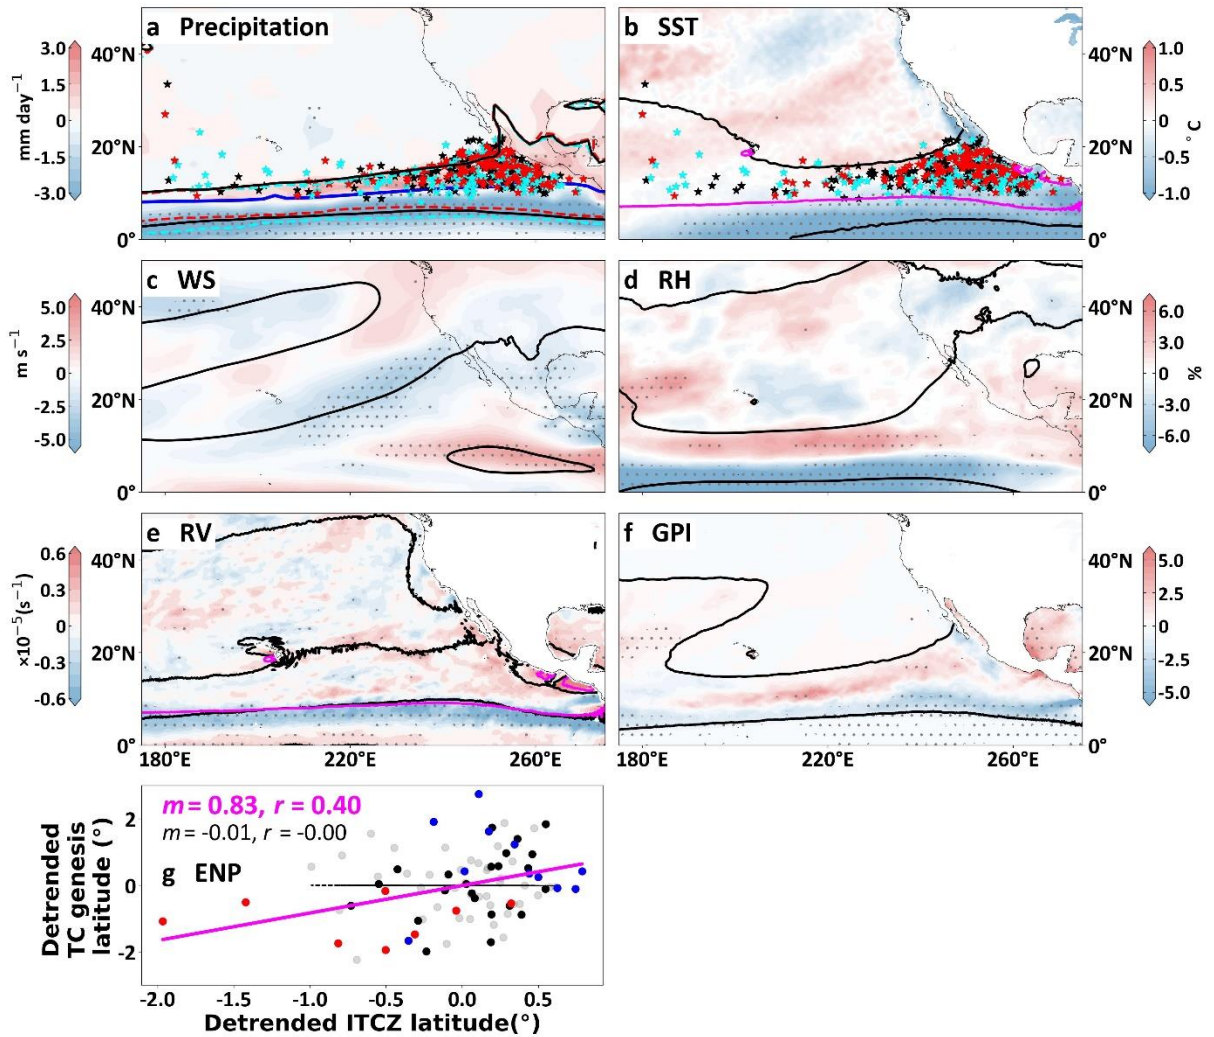 a Precipitation
b SST
3.0
1.5
0
-1.5
-3.0
mm day⁻¹
40°N
20°N
0°
40°N
20°N
0°
1.0
0.5
0
-0.5
-1.0
°C
c WS
d RH
5.0
2.5
0
-2.5
-5.0
m s⁻¹
40°N
20°N
0°
40°N
20°N
0°
6.0
3.0
0
-3.0
-6.0
%
e RV
f GPI
0.6
0.3
0
-0.3
-0.6
×10⁻⁵(s⁻¹)
40°N
20°N
0°
40°N
20°N
0°
5.0
2.5
0
-2.5
-5.0
180°E 220°E 260°E
180°E 220°E 260°E
m = 0.83, r = 0.40
m = -0.01, r = -0.00
g ENP
Detrended
TC genesis
latitude (°)
2
0
-2
-2.0 -1.5 -1.0 -0.5 0.0 0.5
Detrended ITCZ latitude(°)